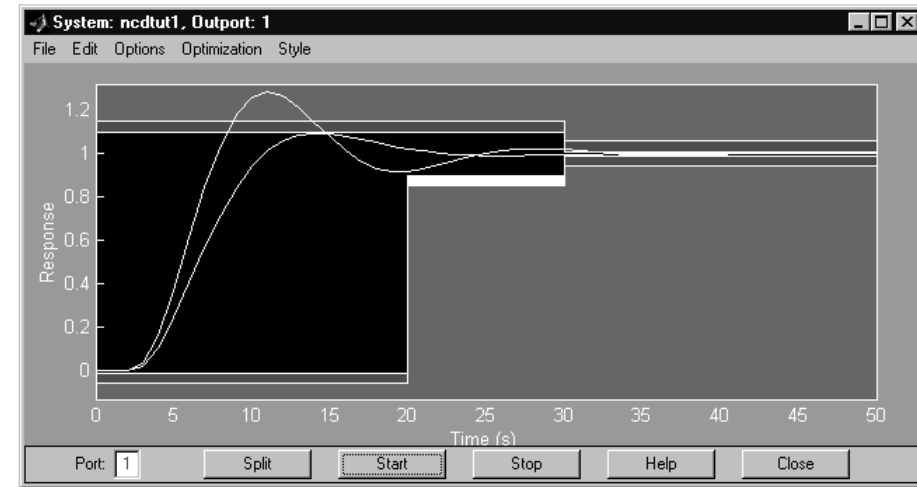 System: ncdtut1, Outport: 1
File Edit Options Optimization Style
1.2
1
0.8
0.6
0.4
0.2
0
Response
0 5 10 15 20 25 30 35 40 45 50
Time (s)
Port: 1 Split Start Stop Help Close